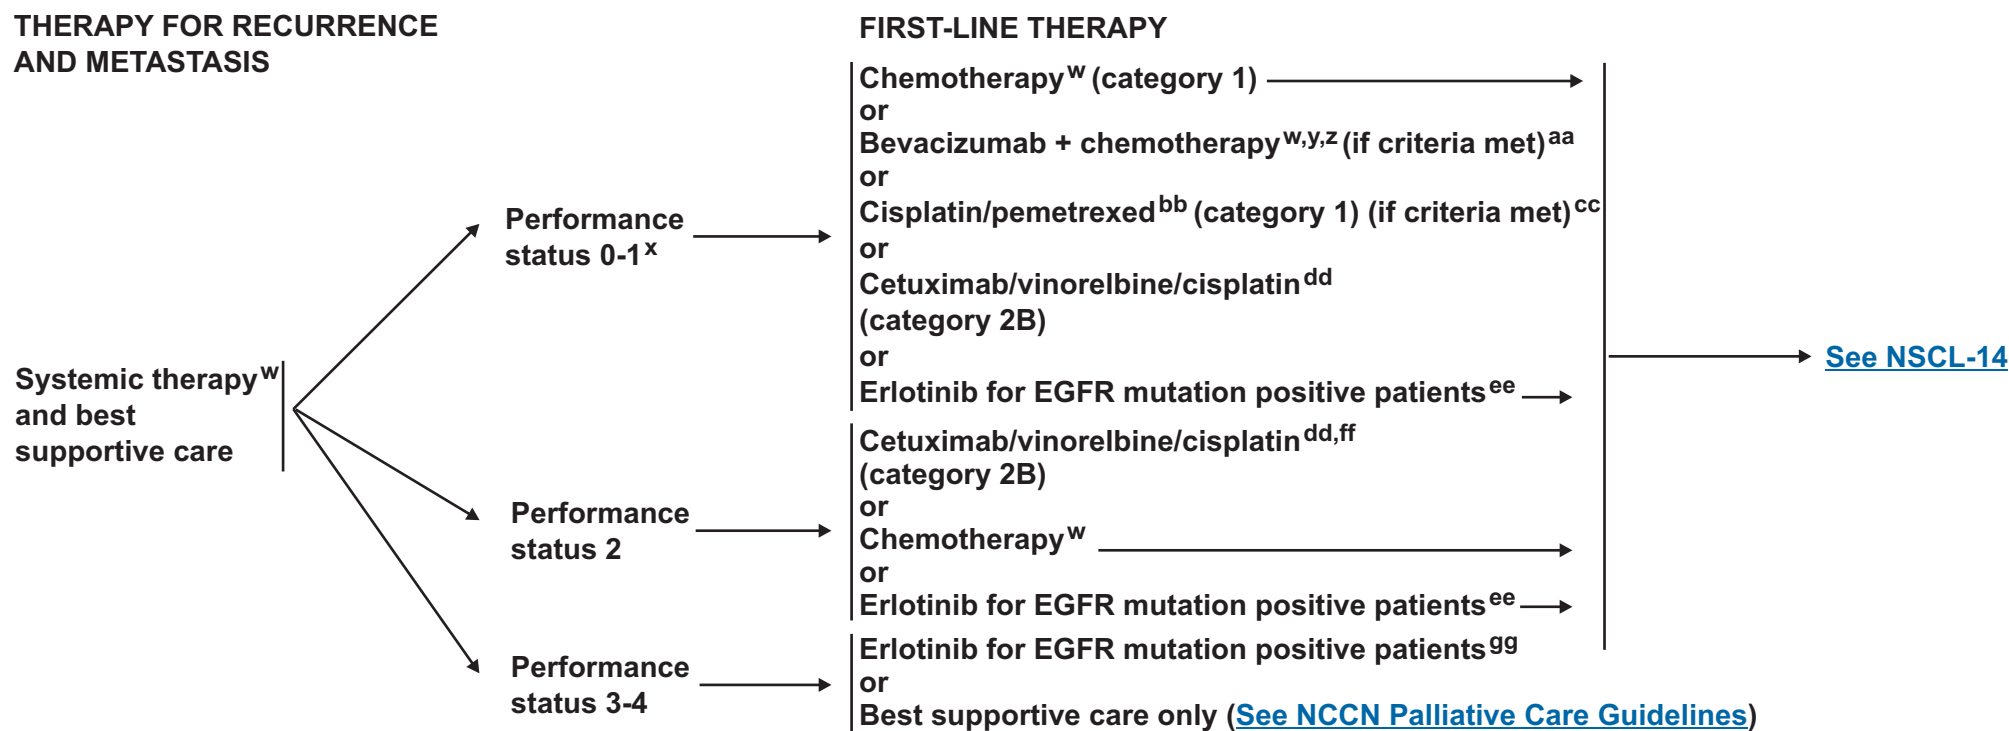 THERAPY FOR RECURRENCE
AND METASTASIS
Systemic therapy w
and best
supportive care
Performance
status 0-1 x
Performance
status 2
Performance
status 3-4
FIRST-LINE THERAPY
Chemotherapy w (category 1)
or
Bevacizumab + chemotherapy w,y,z (if criteria met) aa
or
Cisplatin/pemetrexed bb (category 1) (if criteria met) cc
or
Cetuximab/vinorelbine/cisplatin dd
(category 2B)
or
Erlotinib for EGFR mutation positive patients ee
Cetuximab/vinorelbine/cisplatin dd,ff
(category 2B)
or
Chemotherapy w
or
Erlotinib for EGFR mutation positive patients ee
Erlotinib for EGFR mutation positive patients gg
or
Best supportive care only (See NCCN Palliative Care Guidelines)
See NSCL-14